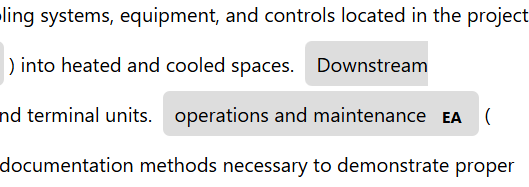 ling systems, equipment, and controls located in the project
) into heated and cooled spaces. Downstream
nd terminal units. operations and maintenance EA (
documentation methods necessary to demonstrate proper